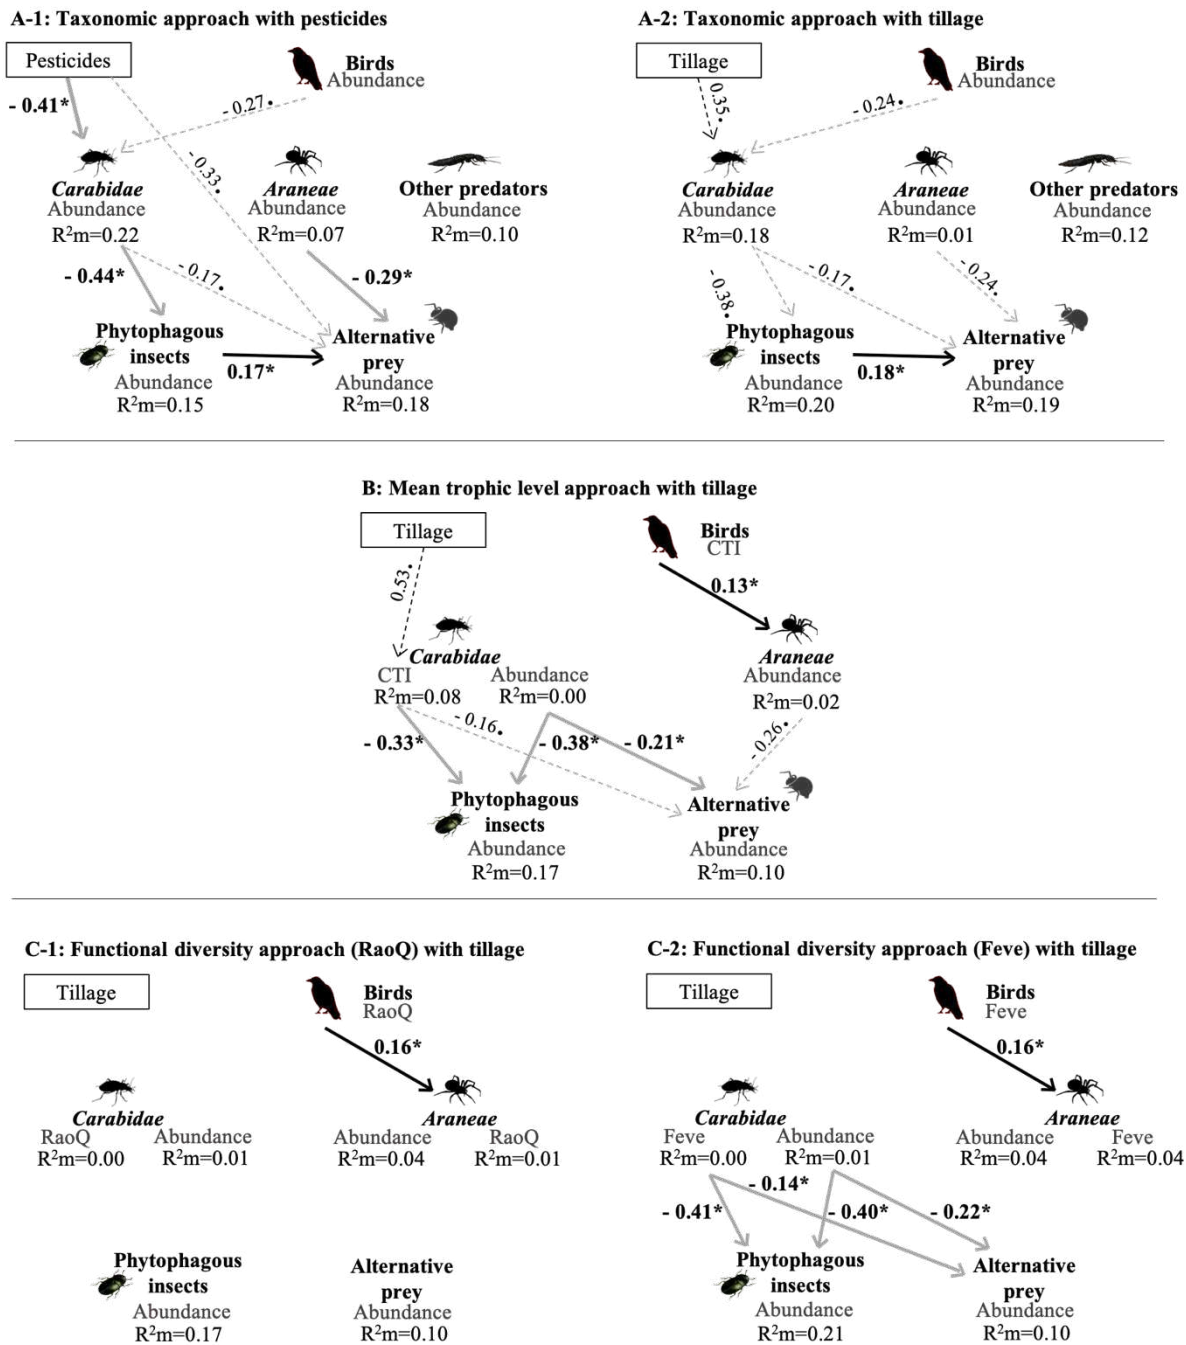 A-1: Taxonomic approach with pesticides
Pesticides
Birds
Abundance
- 0.41*
- 0.27.
- 0.33.
Carabidae
Abundance
R²m=0.22
Araneae
Abundance
R²m=0.07
Other predators
Abundance
R²m=0.10
- 0.44*
- 0.17.
- 0.29*
Phytophagous
insects
Abundance
R²m=0.15
0.17*
Alternative
prey
Abundance
R²m=0.18
A-2: Taxonomic approach with tillage
Tillage
Birds
Abundance
0.35.
- 0.24.
Carabidae
Abundance
R²m=0.18
Araneae
Abundance
R²m=0.01
Other predators
Abundance
R²m=0.12
- 0.38.
- 0.17.
- 0.24.
Phytophagous
insects
Abundance
R²m=0.20
0.18*
Alternative
prey
Abundance
R²m=0.19
B: Mean trophic level approach with tillage
Tillage
Birds
CTI
0.53.
0.13*
Carabidae
CTI
R²m=0.08
Abundance
R²m=0.00
Araneae
Abundance
R²m=0.02
- 0.33*
- 0.16.
- 0.38*
- 0.21*
- 0.26.
Phytophagous
insects
Abundance
R²m=0.17
Alternative
prey
Abundance
R²m=0.10
C-1: Functional diversity approach (RaoQ) with tillage
Tillage
Birds
RaoQ
0.16*
Carabidae
RaoQ
R²m=0.00
Abundance
R²m=0.01
Araneae
Abundance
R²m=0.04
RaoQ
R²m=0.01
Phytophagous
insects
Abundance
R²m=0.17
Alternative
prey
Abundance
R²m=0.10
C-2: Functional diversity approach (Feve) with tillage
Tillage
Birds
Feve
0.16*
Carabidae
Feve
R²m=0.00
Abundance
R²m=0.01
Araneae
Abundance
R²m=0.04
Feve
R²m=0.04
- 0.41*
- 0.14*
- 0.40*
- 0.22*
Phytophagous
insects
Abundance
R²m=0.21
Alternative
prey
Abundance
R²m=0.10